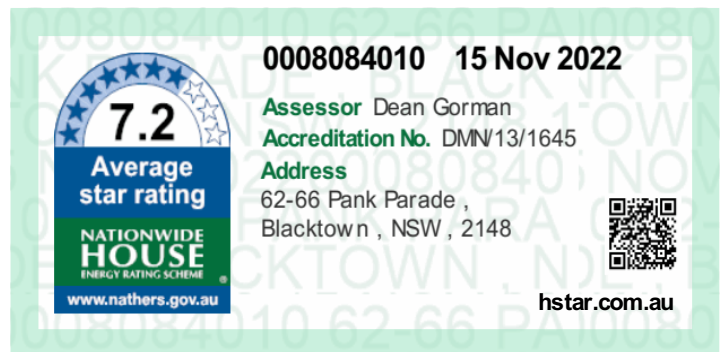 0008084010 15 Nov 2022
7.2
Average
star rating
NATIONWIDE
HOUSE
ENERGY RATING SCHEME ®
www.nathers.gov.au
Assessor Dean Gorman
Accreditation No. DMN/13/1645
Address
62-66 Pank Parade ,
Blacktown , NSW , 2148
hstar.com.au